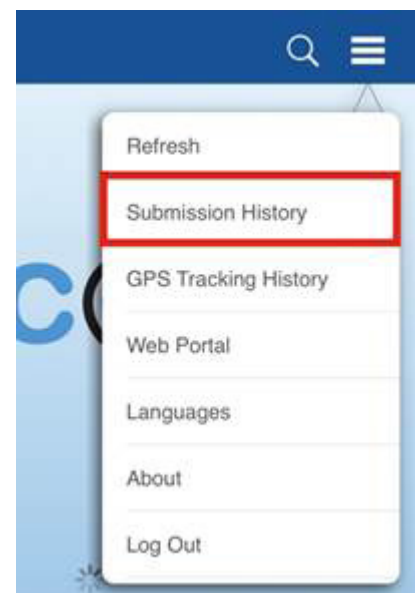 Refresh
Submission History
GPS Tracking History
Web Portal
Languages
About
Log Out